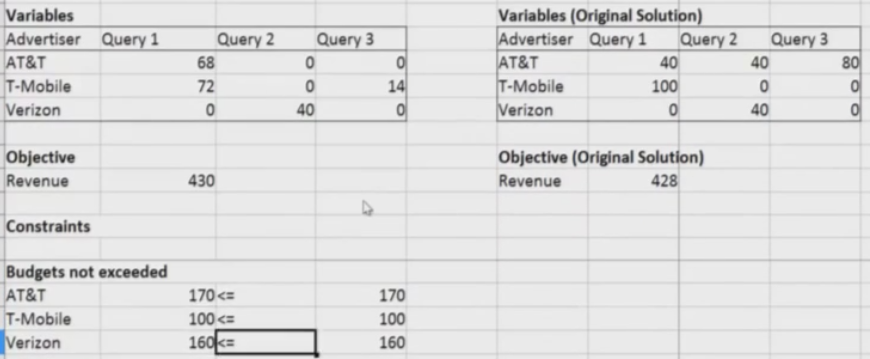 Variables
Advertiser Query 1 Query 2 Query 3
AT&T 68 0 0
T-Mobile 72 0 14
Verizon 0 40 0
Objective
Revenue 430
Constraints
Budgets not exceeded
AT&T 170 <= 170
T-Mobile 100 <= 100
Verizon 160 <= 160
Variables (Original Solution)
Advertiser Query 1 Query 2 Query 3
AT&T 40 40 80
T-Mobile 100 0 0
Verizon 0 40 0
Objective (Original Solution)
Revenue 428